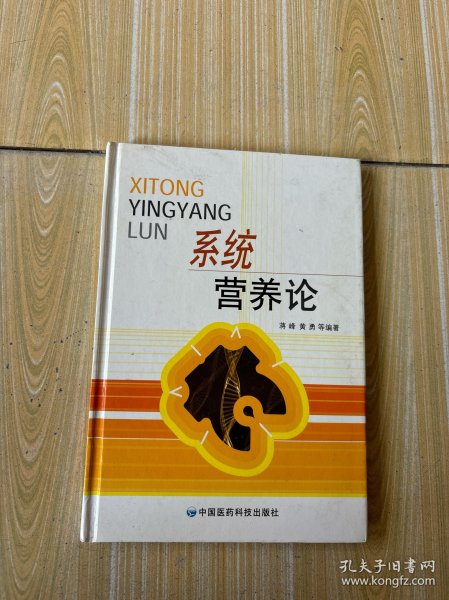 XITONG
YINGYANG
LUN
系统
营养论
蒋峰 黄勇等编著
中国医药科技出版社
孔夫子旧书网
www.kongfz.com